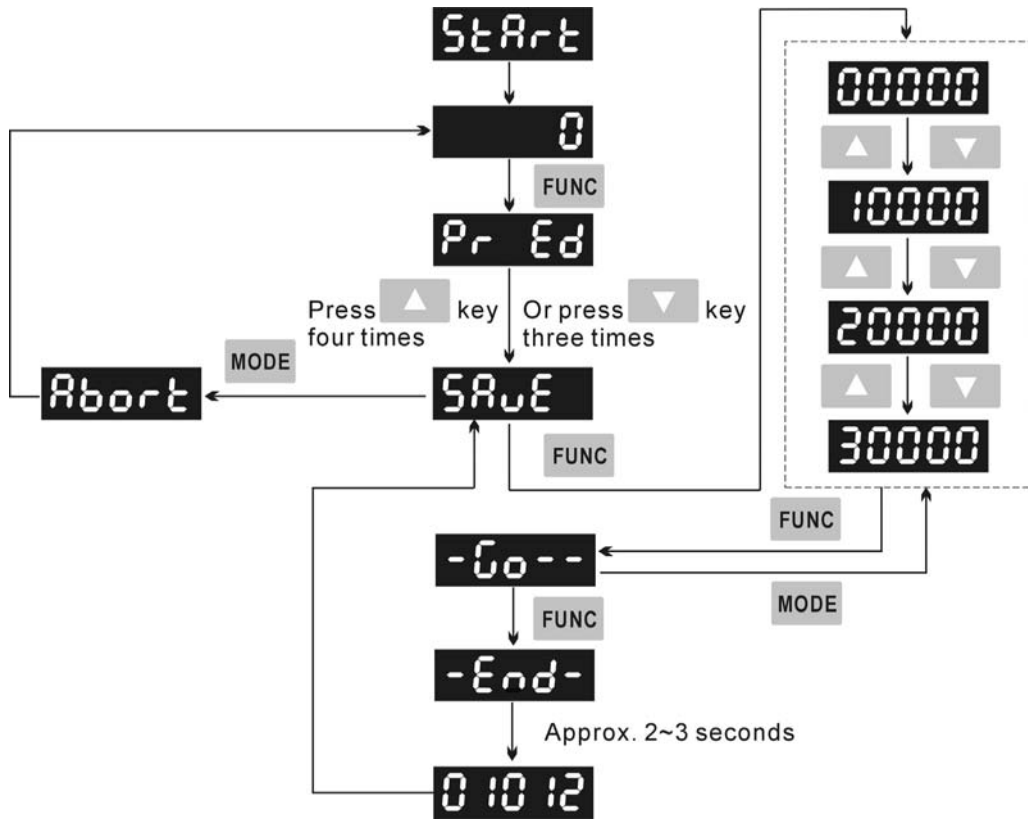 StArt
0
FUNC
Pr Ed
Press key
four times
Or press key
three times
MODE
Abort
SAvE
FUNC
00000
10000
20000
30000
FUNC
-Go--
MODE
FUNC
-End-
Approx. 2~3 seconds
01012